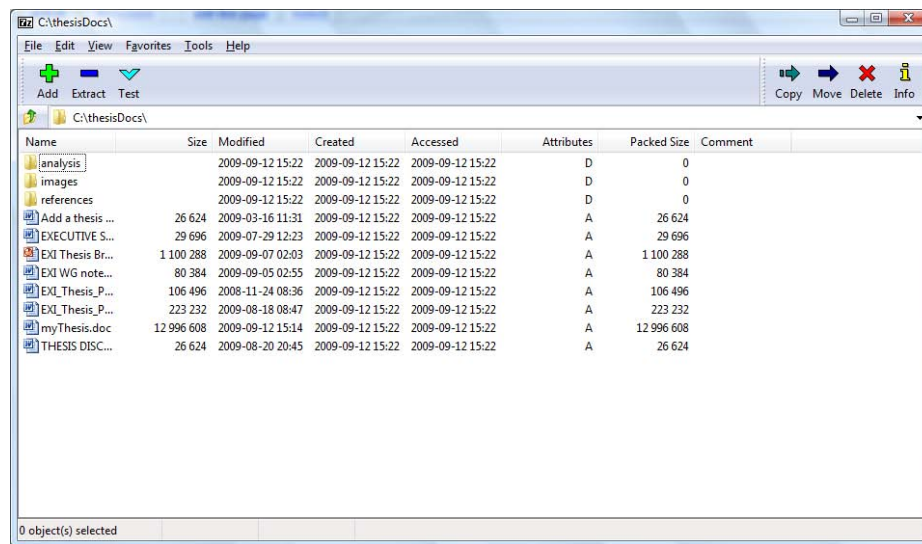 C:\thesisDocs\
File Edit View Favorites Tools Help
Add Extract Test Copy Move Delete Info
C:\thesisDocs\
Name Size Modified Created Accessed Attributes Packed Size Comment
analysis 2009-09-12 15:22 2009-09-12 15:22 2009-09-12 15:22 D 0
images 2009-09-12 15:22 2009-09-12 15:22 2009-09-12 15:22 D 0
references 2009-09-12 15:22 2009-09-12 15:22 2009-09-12 15:22 D 0
Add a thesis ... 26 624 2009-03-16 11:31 2009-09-12 15:22 2009-09-12 15:22 A 26 624
EXECUTIVE S... 29 696 2009-07-29 12:23 2009-09-12 15:22 2009-09-12 15:22 A 29 696
EXI Thesis Br... 1 100 288 2009-09-07 02:03 2009-09-12 15:22 2009-09-12 15:22 A 1 100 288
EXI WG note... 80 384 2009-09-05 02:55 2009-09-12 15:22 2009-09-12 15:22 A 80 384
EXI_Thesis_P... 106 496 2008-11-24 08:36 2009-09-12 15:22 2009-09-12 15:22 A 106 496
EXI_Thesis_P... 223 232 2009-08-18 08:47 2009-09-12 15:22 2009-09-12 15:22 A 223 232
myThesis.doc 12 996 608 2009-09-12 15:14 2009-09-12 15:22 2009-09-12 15:22 A 12 996 608
THESIS DISC... 26 624 2009-08-20 20:45 2009-09-12 15:22 2009-09-12 15:22 A 26 624
0 object(s) selected